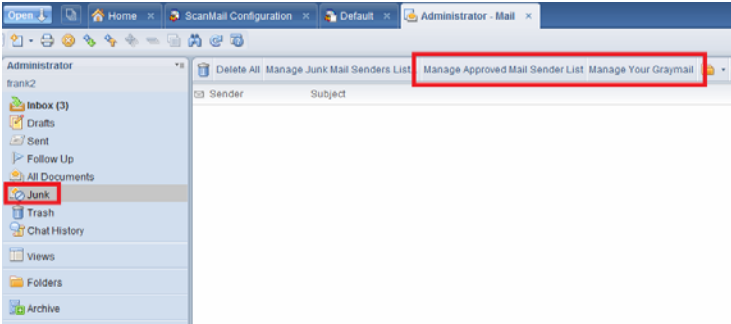 Open Home × ScanMail Configuration × Default × Administrator - Mail ×
Administrator
frank2
Delete All Manage Junk Mail Senders List Manage Approved Mail Sender List Manage Your Graymail
Sender Subject
Inbox (3)
Drafts
Sent
Follow Up
All Documents
Junk
Trash
Chat History
Views
Folders
Archive